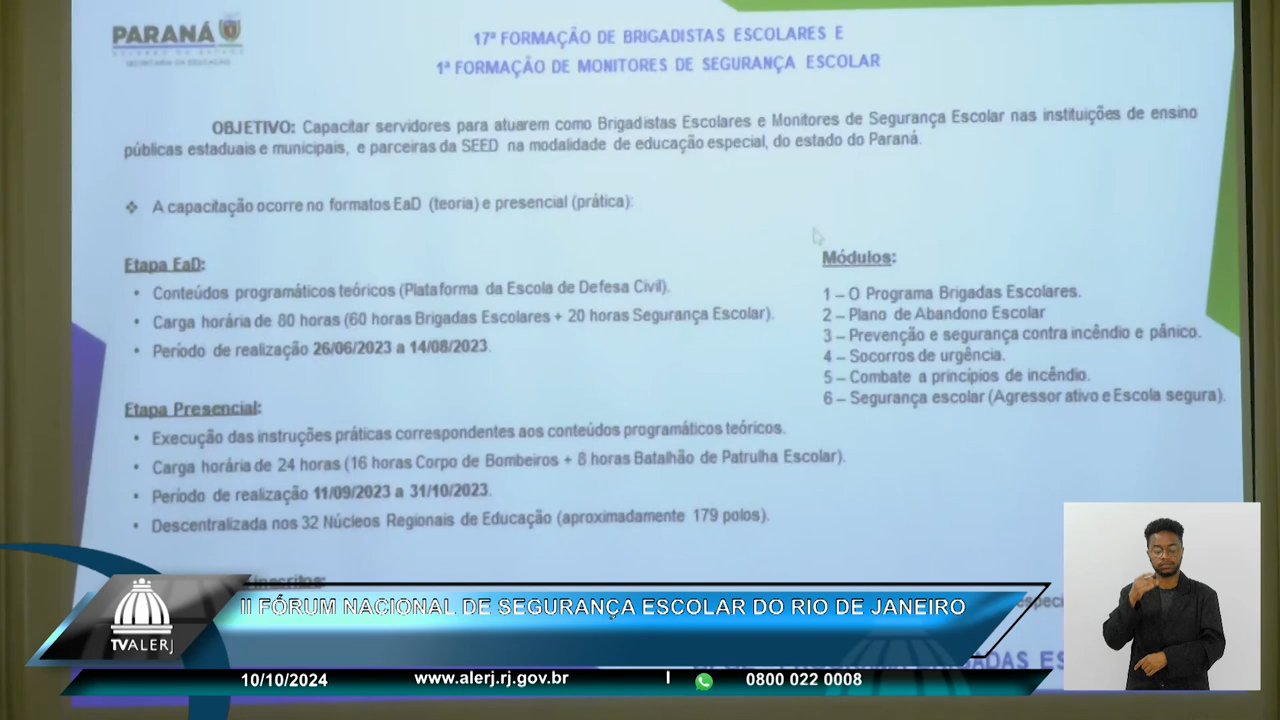 PARANÁ
SECRETARIA DA EDUCAÇÃO
17ª FORMAÇÃO DE BRIGADISTAS ESCOLARES E
1ª FORMAÇÃO DE MONITORES DE SEGURANÇA ESCOLAR
OBJETIVO: Capacitar servidores para atuarem como Brigadistas Escolares e Monitores de Segurança Escolar nas instituições de ensino
públicas estaduais e municipais, e parceiras da SEED na modalidade de educação especial, do estado do Paraná.
❖ A capacitação ocorre no formatos EaD (teoria) e presencial (prática):
Etapa EaD:
• Conteúdos programáticos teóricos (Plataforma da Escola de Defesa Civil).
• Carga horária de 80 horas (60 horas Brigadas Escolares + 20 horas Segurança Escolar).
• Período de realização 26/06/2023 a 14/08/2023.
Etapa Presencial:
• Execução das instruções práticas correspondentes aos conteúdos programáticos teóricos.
• Carga horária de 24 horas (16 horas Corpo de Bombeiros + 8 horas Batalhão de Patrulha Escolar).
• Período de realização 11/09/2023 a 31/10/2023.
• Descentralizada nos 32 Núcleos Regionais de Educação (aproximadamente 179 polos).
Módulos:
1 – O Programa Brigadas Escolares.
2 – Plano de Abandono Escolar
3 – Prevenção e segurança contra incêndio e pânico.
4 – Socorros de urgência.
5 – Combate a princípios de incêndio.
6 – Segurança escolar (Agressor ativo e Escola segura).
inscritos:
II FÓRUM NACIONAL DE SEGURANÇA ESCOLAR DO RIO DE JANEIRO
TVALERJ
10/10/2024 www.alerj.rj.gov.br | 0800 022 0008